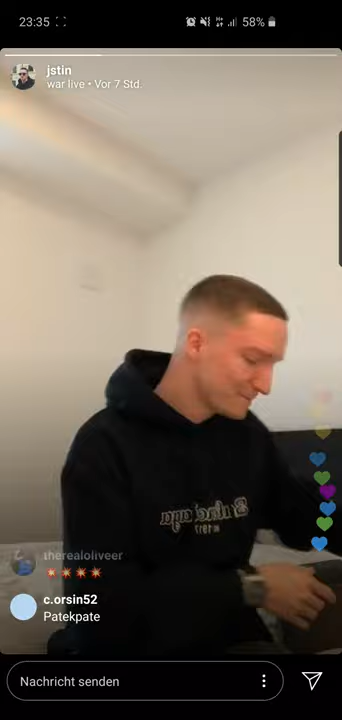 23:35
58%
jstin
war live • Vor 7 Std.
therealoliveer
c.orsin52
Patekpate
Nachricht senden